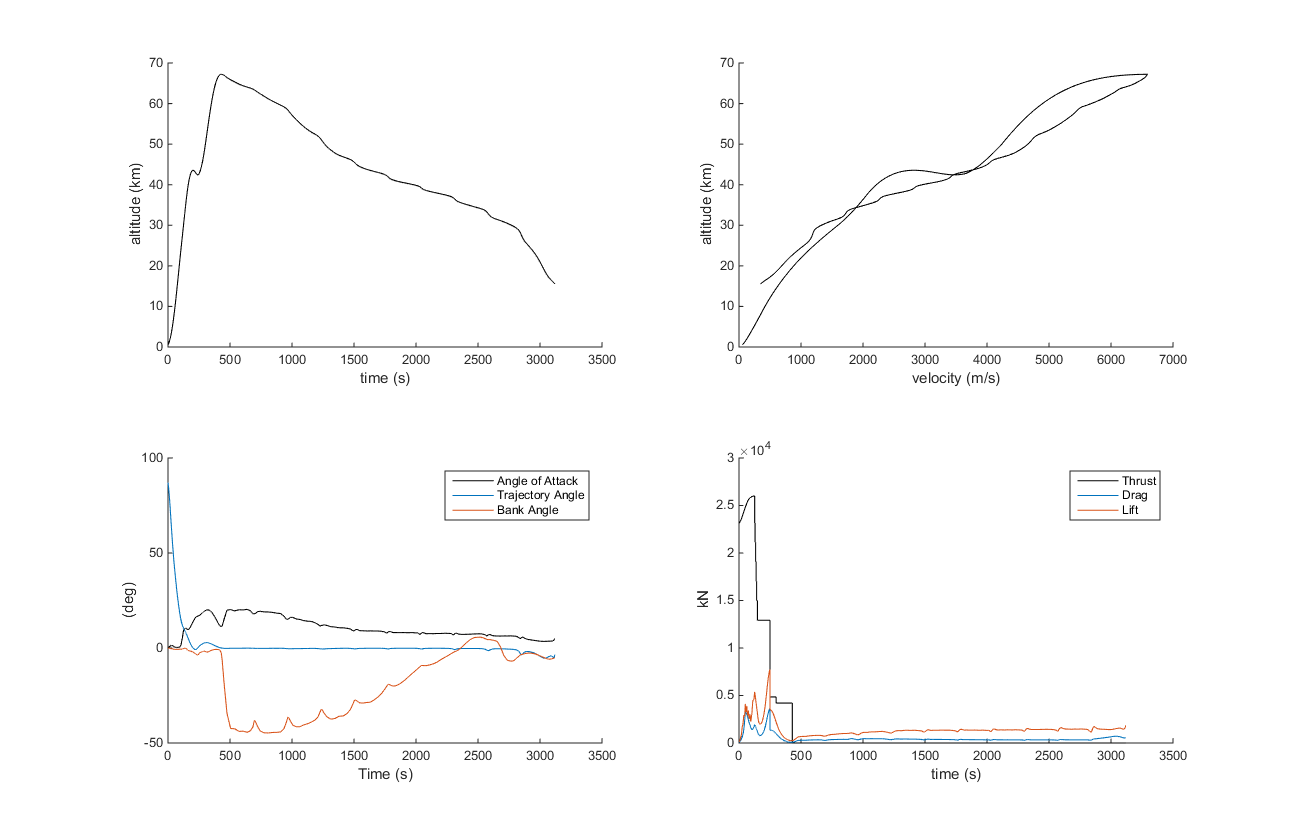 70
60
50
40
30
20
10
0
altitude (km)
0 500 1000 1500 2000 2500 3000 3500
time (s)
70
60
50
40
30
20
10
0
altitude (km)
0 1000 2000 3000 4000 5000 6000 7000
velocity (m/s)
100
50
0
-50
(deg)
Angle of Attack
Trajectory Angle
Bank Angle
0 500 1000 1500 2000 2500 3000 3500
Time (s)
× 10⁴
3
2.5
2
1.5
1
0.5
0
kN
Thrust
Drag
Lift
0 500 1000 1500 2000 2500 3000 3500
time (s)